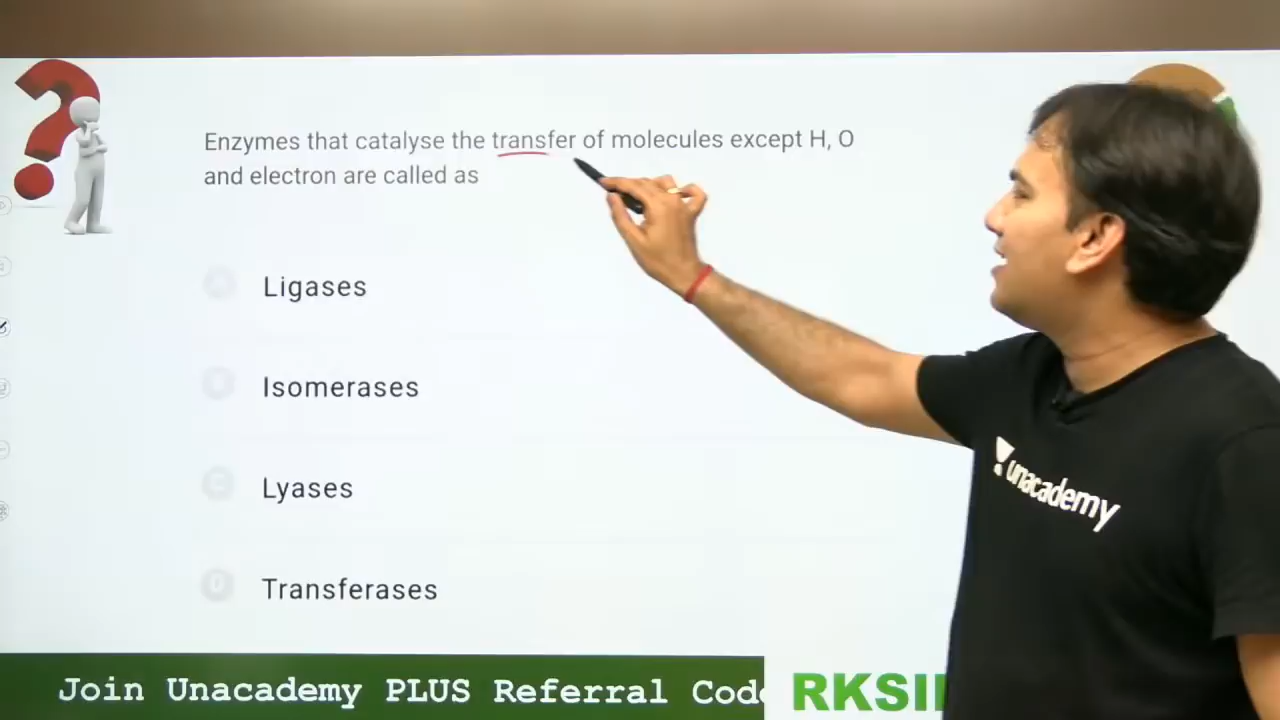 Enzymes that catalyse the transfer of molecules except H, O
and electron are called as
A Ligases
B Isomerases
C Lyases
D Transferases
unacademy
Join Unacademy PLUS Referral Code